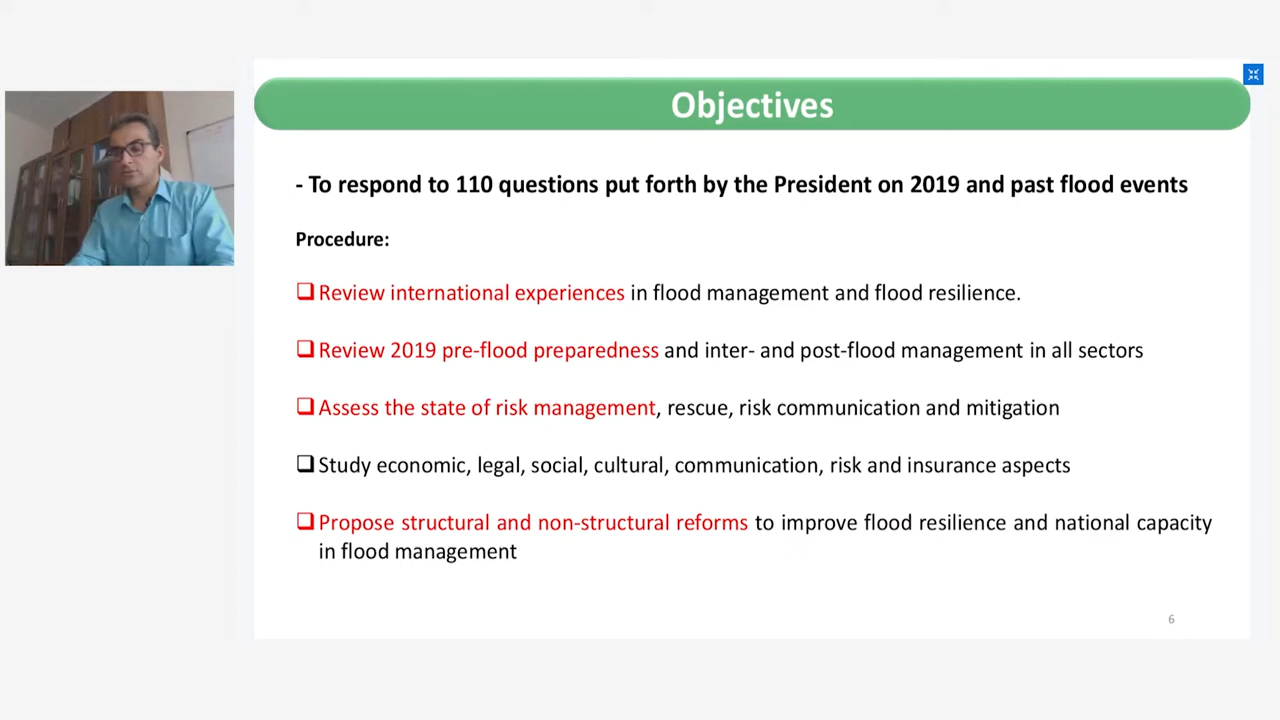 Objectives
- To respond to 110 questions put forth by the President on 2019 and past flood events
Procedure:
❑Review international experiences in flood management and flood resilience.
❑Review 2019 pre-flood preparedness and inter- and post-flood management in all sectors
❑Assess the state of risk management, rescue, risk communication and mitigation
❑Study economic, legal, social, cultural, communication, risk and insurance aspects
❑Propose structural and non-structural reforms to improve flood resilience and national capacity
in flood management
6